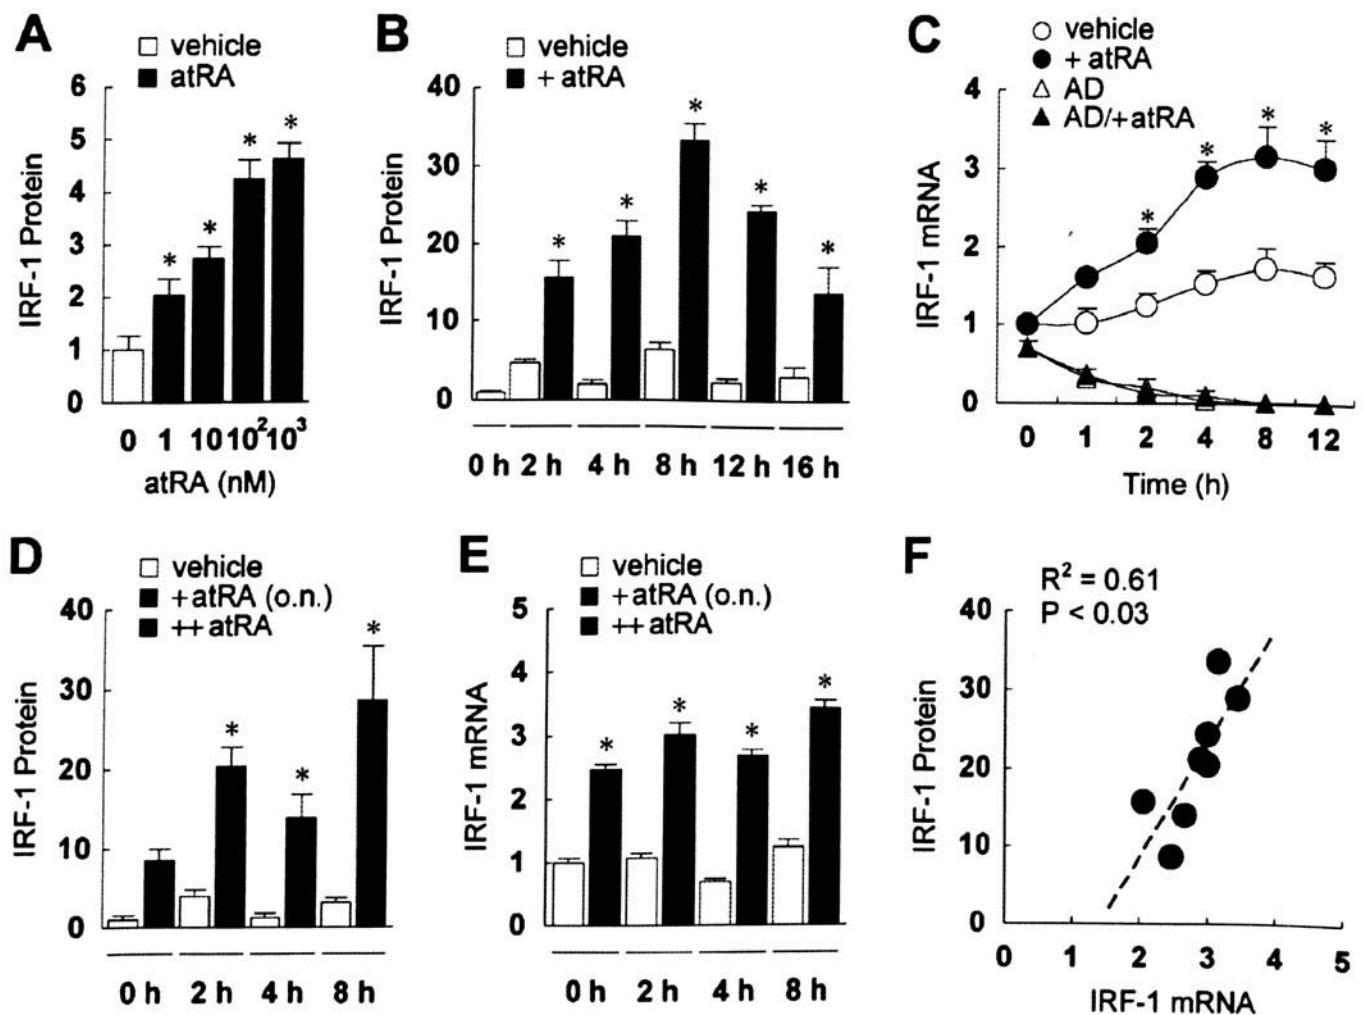 A
vehicle
atRA
IRF-1 Protein
6
5
4
3
2
1
0
* * * *
0 1 10 10² 10³
atRA (nM)
B
vehicle
+ atRA
IRF-1 Protein
40
30
20
10
0
* * * * *
0 h 2 h 4 h 8 h 12 h 16 h
C
vehicle
+ atRA
AD
AD/+atRA
IRF-1 mRNA
4
3
2
1
0
* * * *
0 1 2 4 8 12
Time (h)
D
vehicle
+atRA (o.n.)
++atRA
IRF-1 Protein
40
30
20
10
0
* * *
0 h 2 h 4 h 8 h
E
vehicle
+atRA (o.n.)
++atRA
IRF-1 mRNA
5
4
3
2
1
0
* * * *
0 h 2 h 4 h 8 h
F
R² = 0.61
P < 0.03
IRF-1 Protein
40
30
20
10
0
0 1 2 3 4 5
IRF-1 mRNA